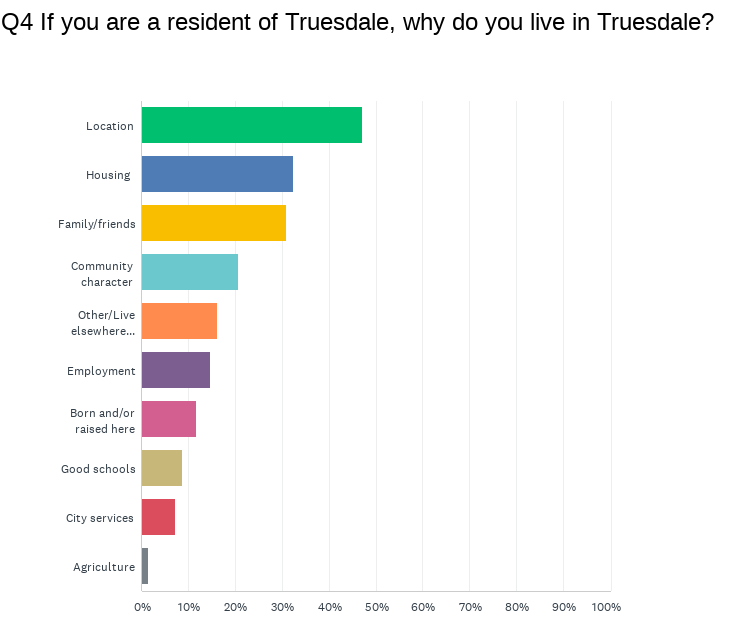 Q4 If you are a resident of Truesdale, why do you live in Truesdale?
Location
Housing
Family/friends
Community
character
Other/Live
elsewhere...
Employment
Born and/or
raised here
Good schools
City services
Agriculture
0% 10% 20% 30% 40% 50% 60% 70% 80% 90% 100%